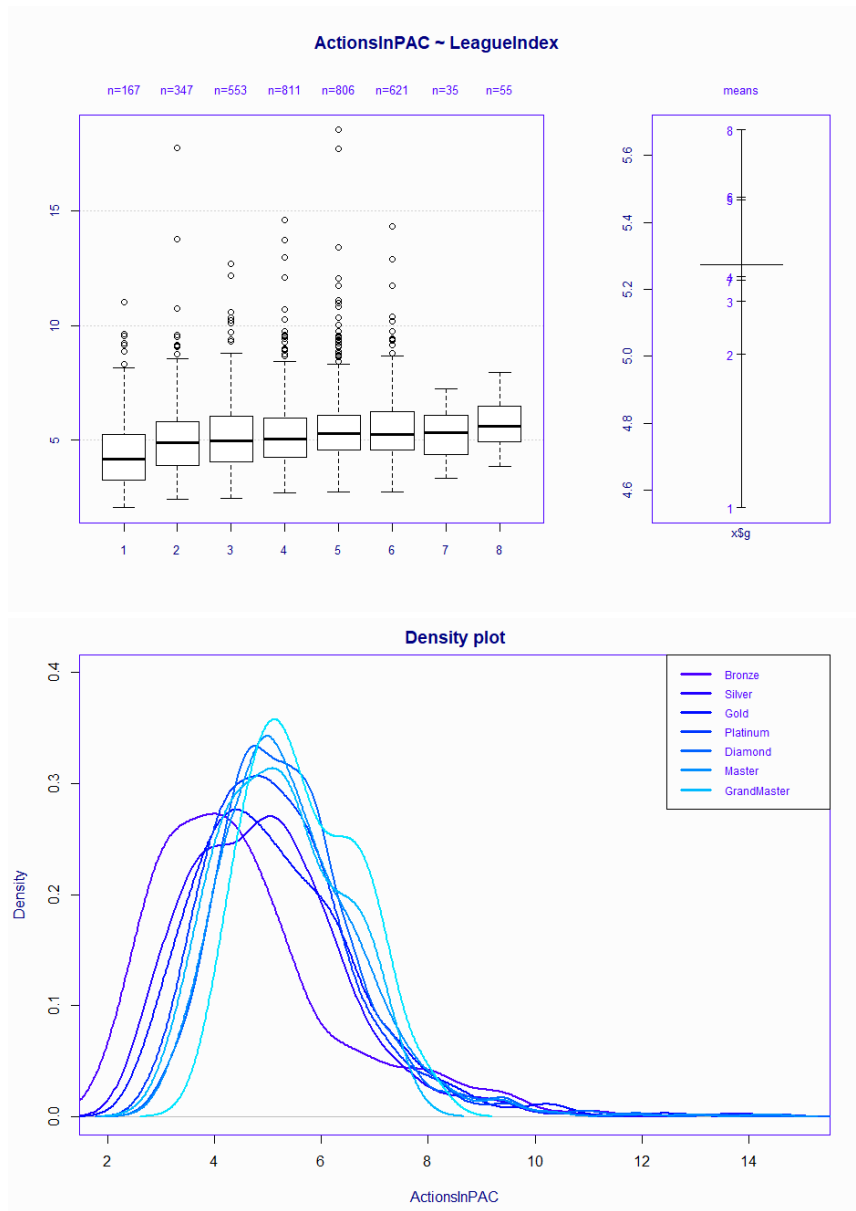 ActionsInPAC ~ LeagueIndex
n=167 n=347 n=553 n=811 n=806 n=621 n=35 n=55
means
15
10
5
1 2 3 4 5 6 7 8
5.6
5.4
5.2
5.0
4.8
4.6
8
6
5
4
7
3
2
1
x$g
Density plot
Density
0.4
0.3
0.2
0.1
0.0
Bronze
Silver
Gold
Platinum
Diamond
Master
GrandMaster
2 4 6 8 10 12 14
ActionsInPAC